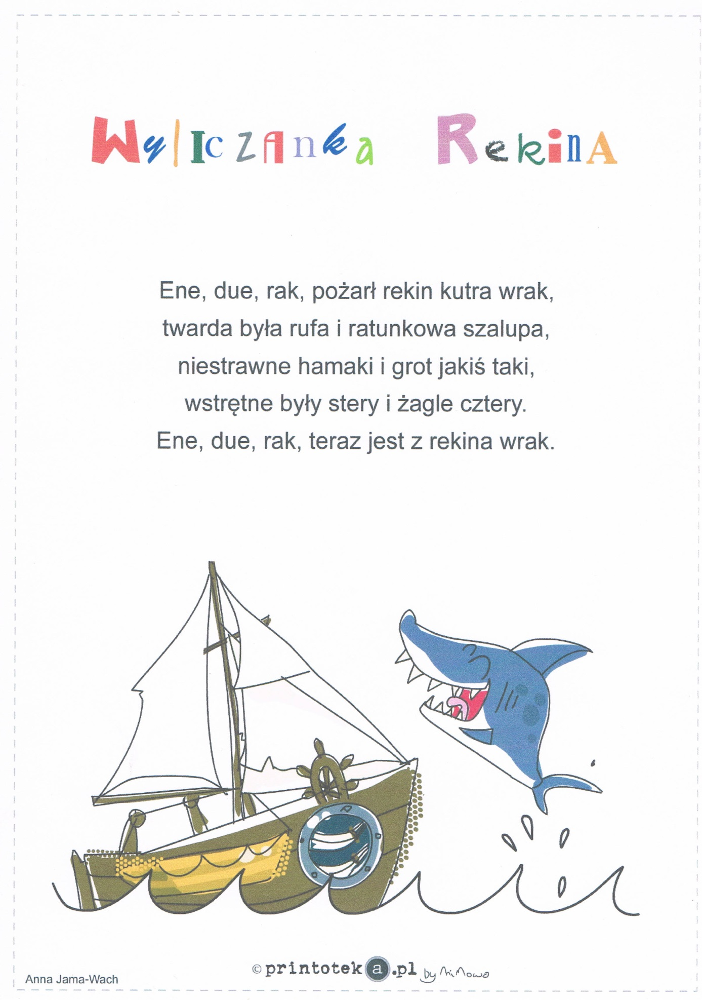 WylIczAnka RekinA
Ene, due, rak, pożarł rekin kutra wrak,
twarda była rufa i ratunkowa szalupa,
niestrawne hamaki i grot jakiś taki,
wstrętne były stery i żagle cztery.
Ene, due, rak, teraz jest z rekina wrak.
© printoteka.pl by MiMowa
Anna Jama-Wach